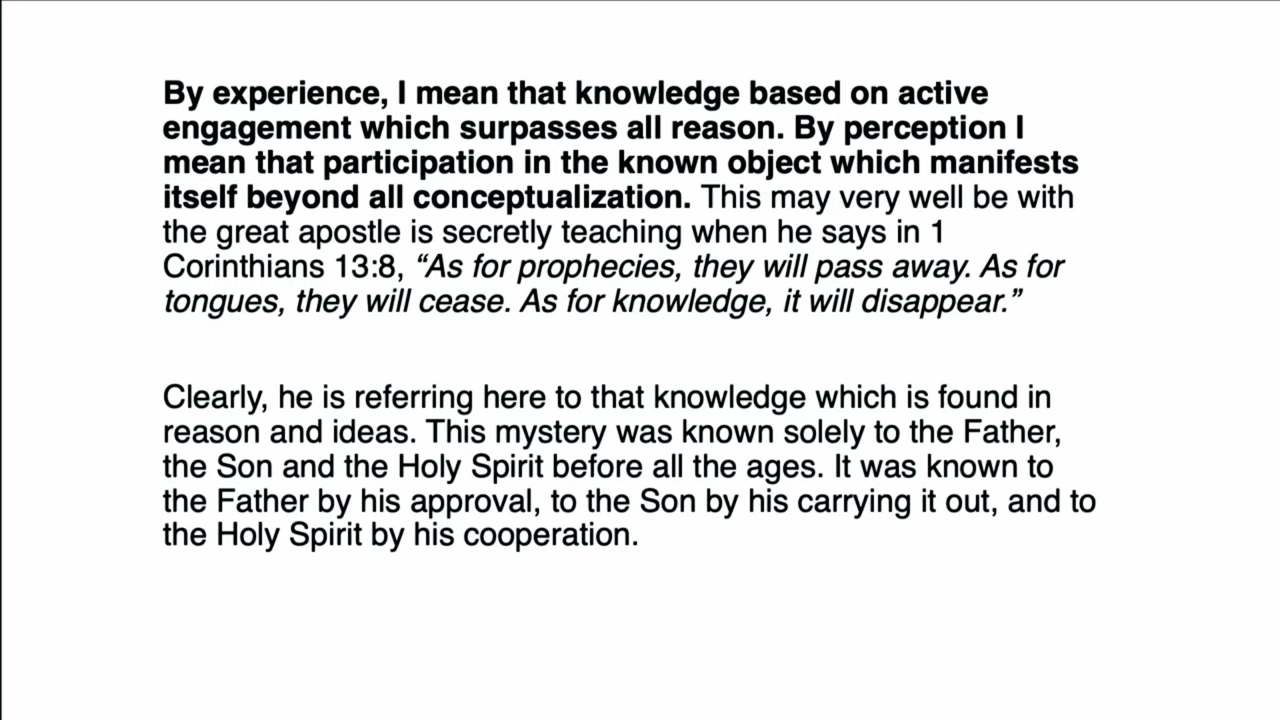 By experience, I mean that knowledge based on active
engagement which surpasses all reason. By perception I
mean that participation in the known object which manifests
itself beyond all conceptualization. This may very well be with
the great apostle is secretly teaching when he says in 1
Corinthians 13:8, “As for prophecies, they will pass away. As for
tongues, they will cease. As for knowledge, it will disappear.”
Clearly, he is referring here to that knowledge which is found in
reason and ideas. This mystery was known solely to the Father,
the Son and the Holy Spirit before all the ages. It was known to
the Father by his approval, to the Son by his carrying it out, and to
the Holy Spirit by his cooperation.